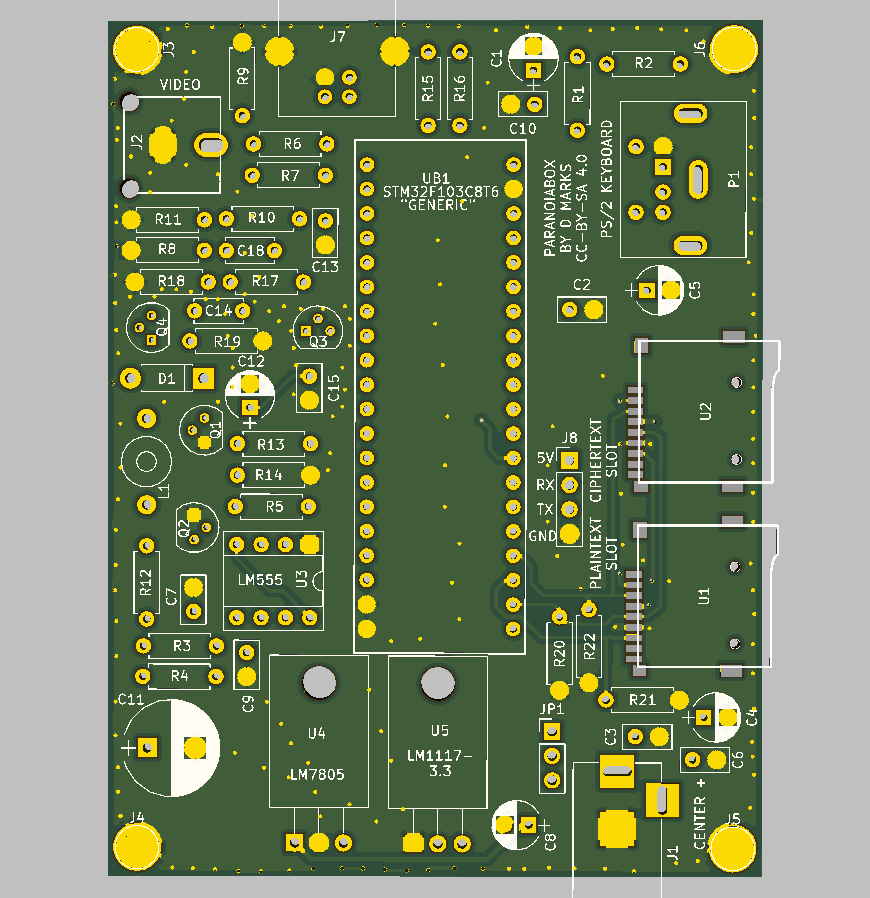 J3
J7
J6
R9
R15
R16
C1
R1
R2
VIDEO
J2
C10
R6
R7
UB1
STM32F103C8T6
"GENERIC"
PARANOIABOX
BY D MARKS
CC-BY-SA 4.0
PS/2 KEYBOARD
P1
R11
R10
R8
C18
C13
R18
R17
C2
C5
C14
Q4
R19
Q3
C12
D1
C15
U2
Q1
R13
J8
5V
RX
TX
GND
CIPHERTEXT
SLOT
R14
L1
R5
Q2
PLAINTEXT
SLOT
R12
LM555
U3
C7
U1
R3
R4
C9
R20
R22
C11
R21
JP1
C4
C3
C6
U4
LM7805
U5
LM1117-
3.3
CENTER +
J4
C8
J1
J5